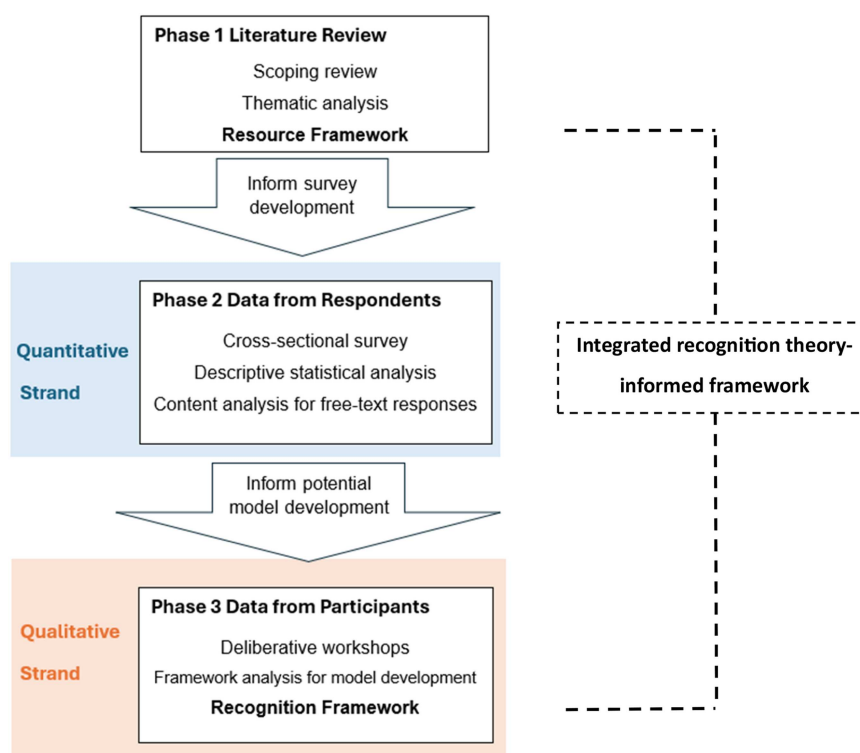 Phase 1 Literature Review
Scoping review
Thematic analysis
Resource Framework
Inform survey
development
Quantitative
Strand
Phase 2 Data from Respondents
Cross-sectional survey
Descriptive statistical analysis
Content analysis for free-text responses
Integrated recognition theory-
informed framework
Inform potential
model development
Qualitative
Strand
Phase 3 Data from Participants
Deliberative workshops
Framework analysis for model development
Recognition Framework